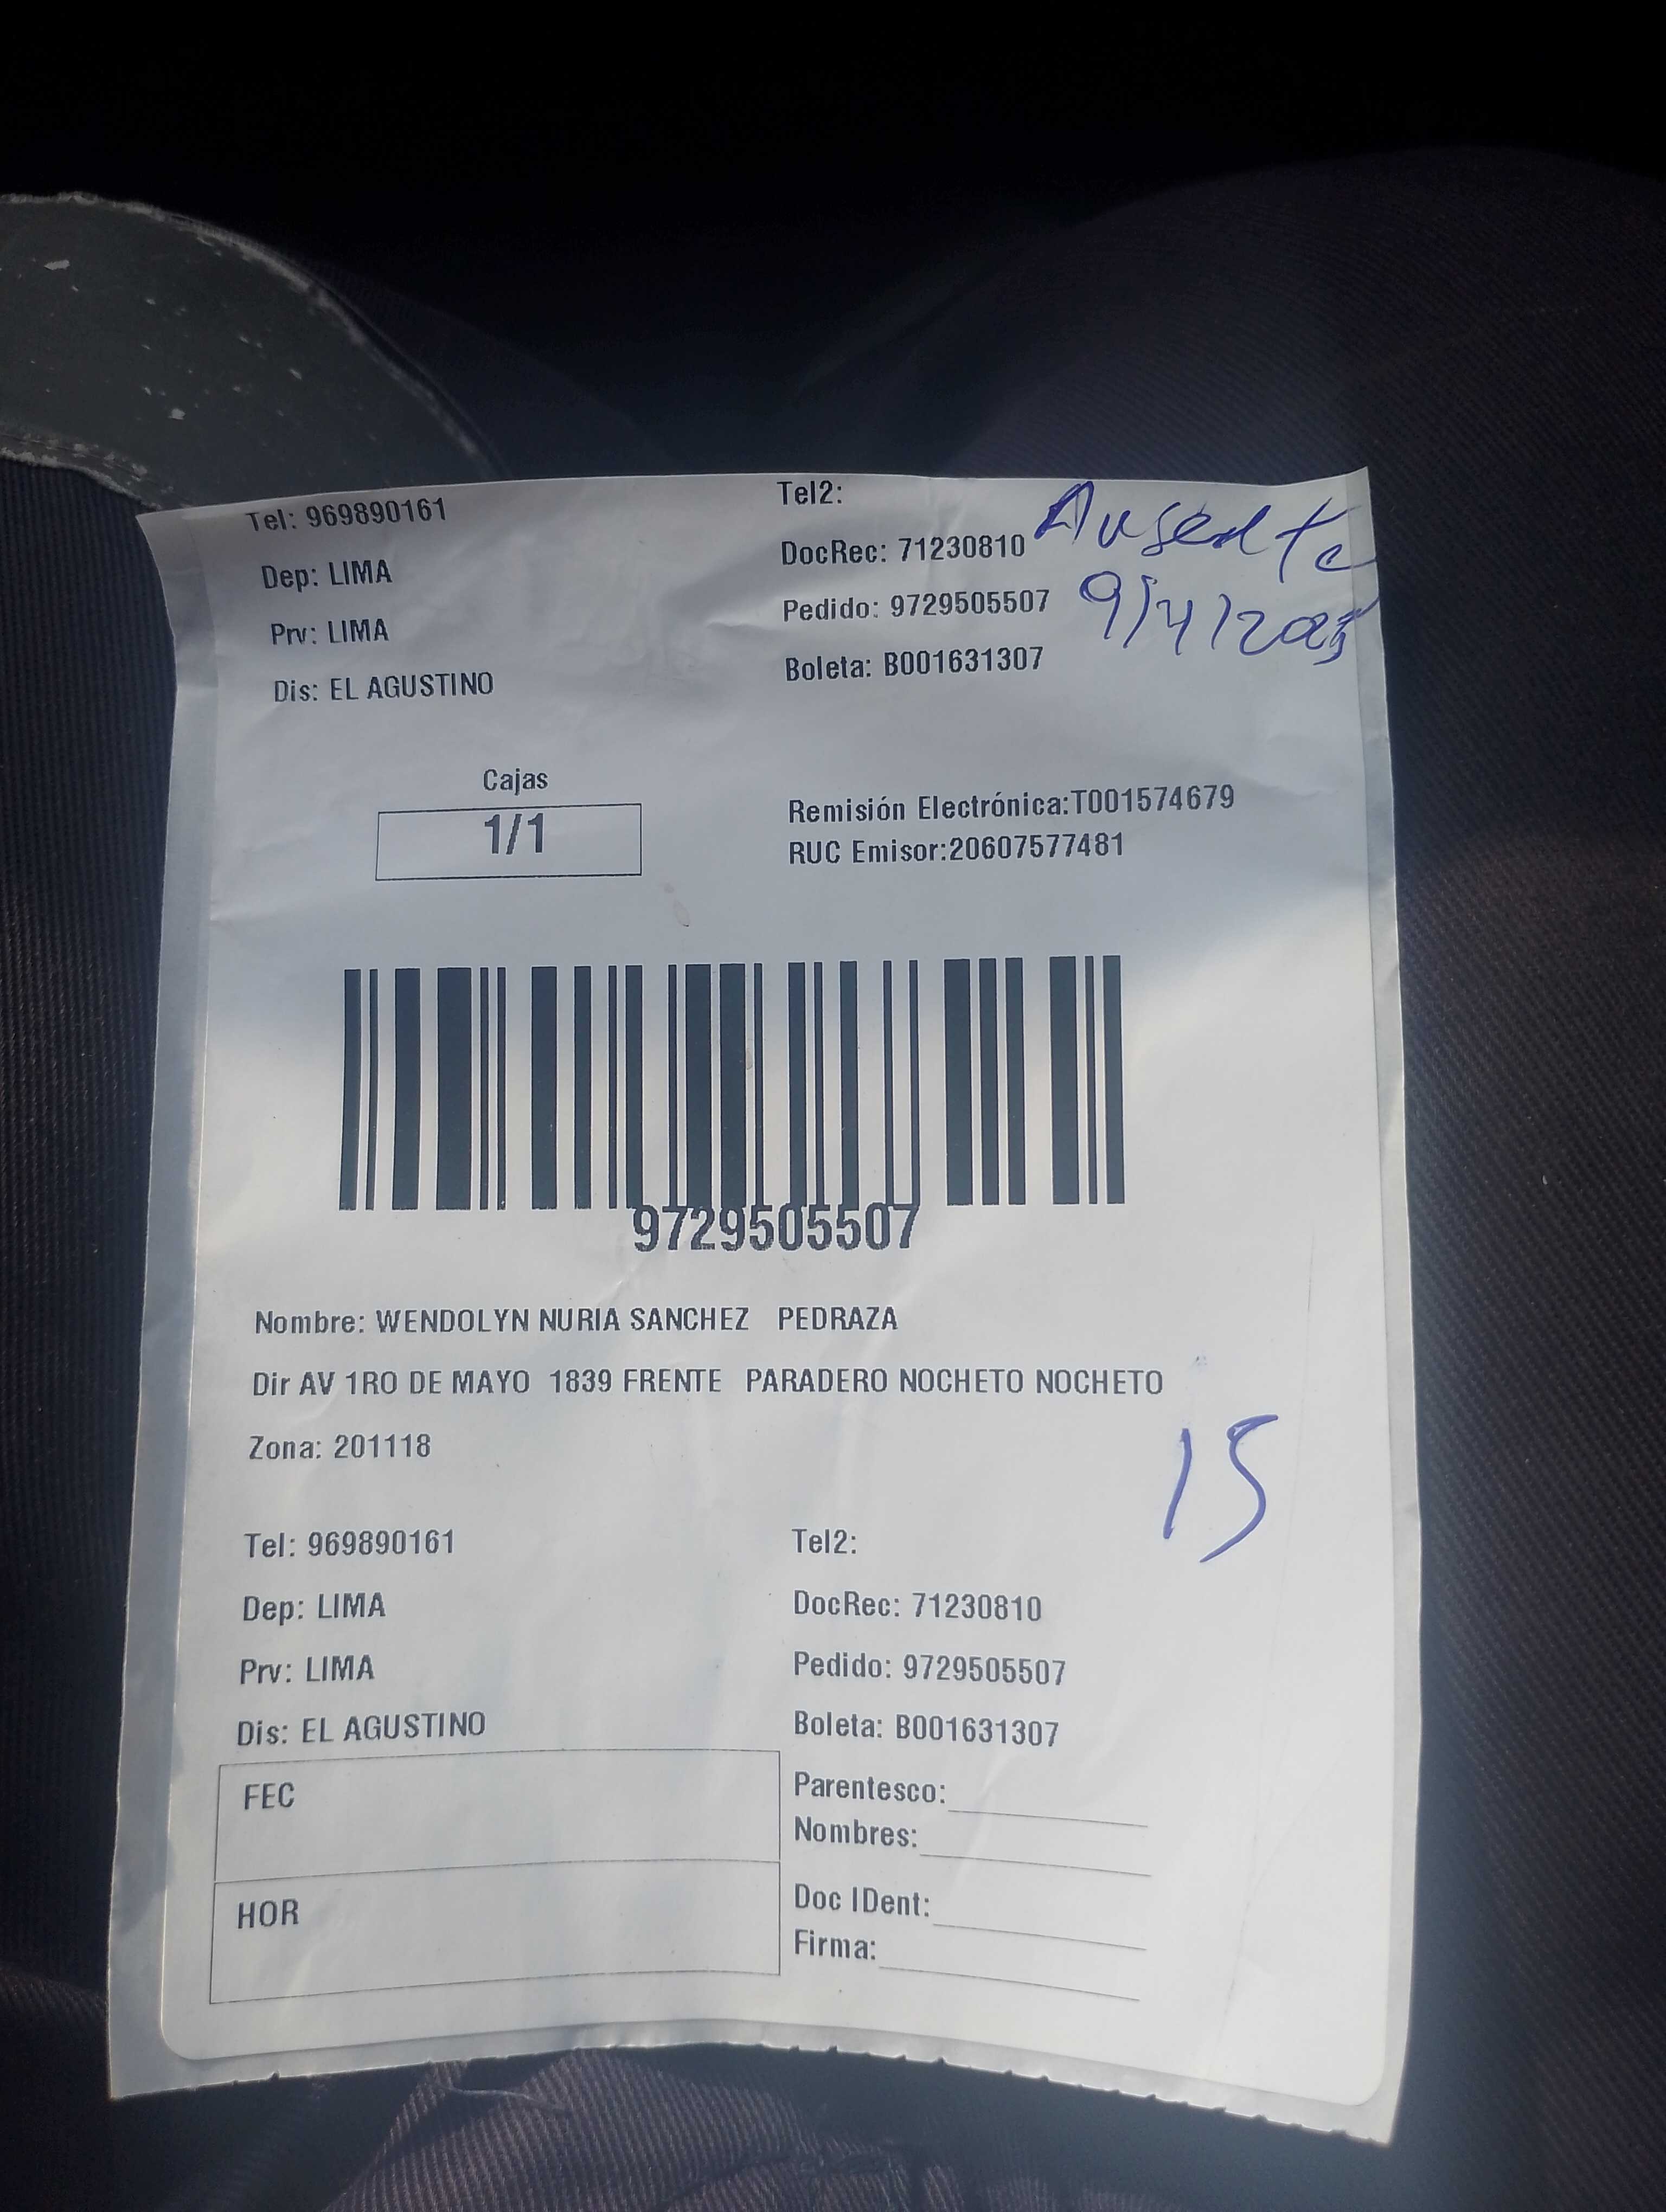 Tel: 969890161 Tel2:
Dep: LIMA DocRec: 71230810 Ausente
Prv: LIMA Pedido: 9729505507 9/4/
Dis: EL AGUSTINO Boleta: B001631307
Cajas
1/1
Remisión Electrónica:T001574679
RUC Emisor:20607577481
9729505507
Nombre: WENDOLYN NURIA SANCHEZ PEDRAZA
Dir AV 1RO DE MAYO 1839 FRENTE PARADERO NOCHETO NOCHETO
Zona: 201118
15
Tel: 969890161 Tel2:
Dep: LIMA DocRec: 71230810
Prv: LIMA Pedido: 9729505507
Dis: EL AGUSTINO Boleta: B001631307
FEC
Parentesco:
Nombres:
HOR
Doc IDent:
Firma: